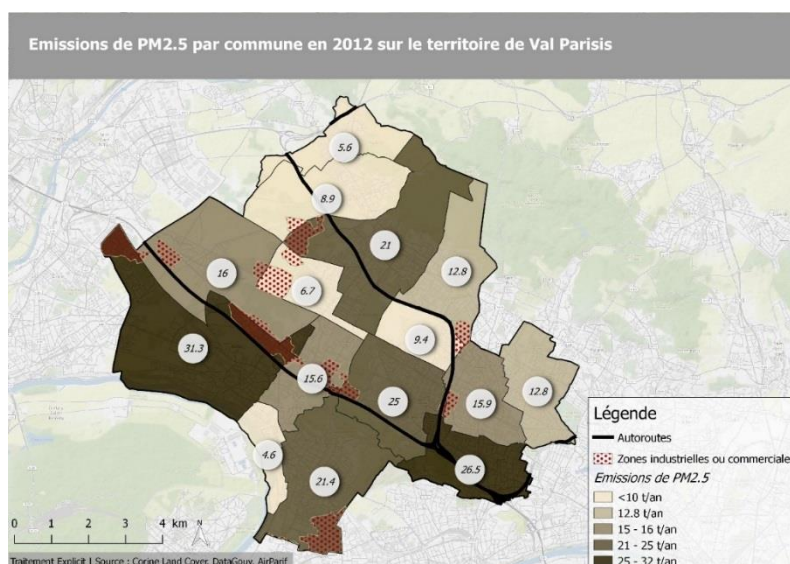 Emissions de PM2.5 par commune en 2012 sur le territoire de Val Parisis
5.6
8.9
21
12.8
16
6.7
9.4
31.3
15.6
25
15.9
12.8
4.6
21.4
26.5
Légende
Autoroutes
Zones industrielles ou commerciale
Emissions de PM2.5
<10 t/an
12.8 t/an
15 - 16 t/an
21 - 25 t/an
25 - 32 t/an
0 1 2 3 4 km
N
Traitement Explicit | Source : Corine Land Cover, DataGouv, AirParif